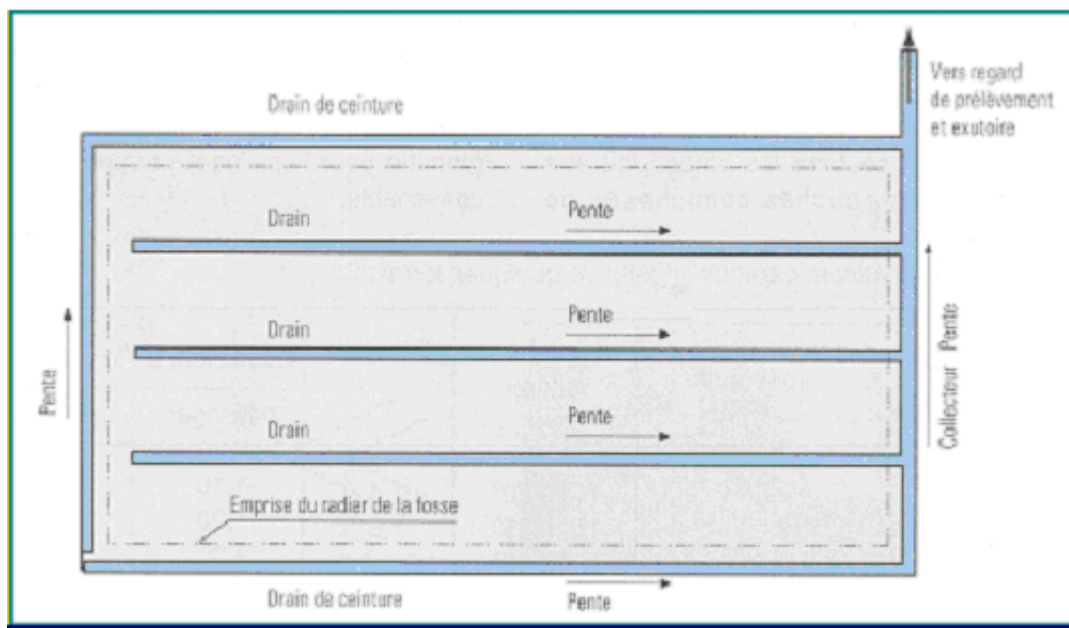 Vers regard
de prélèvement
et exutoire
Drain de ceinture
Drain
Pente
Drain
Pente
Pente
Collecteur Pente
Drain
Pente
Emprise du radier de la fosse
Drain de ceinture
Pente